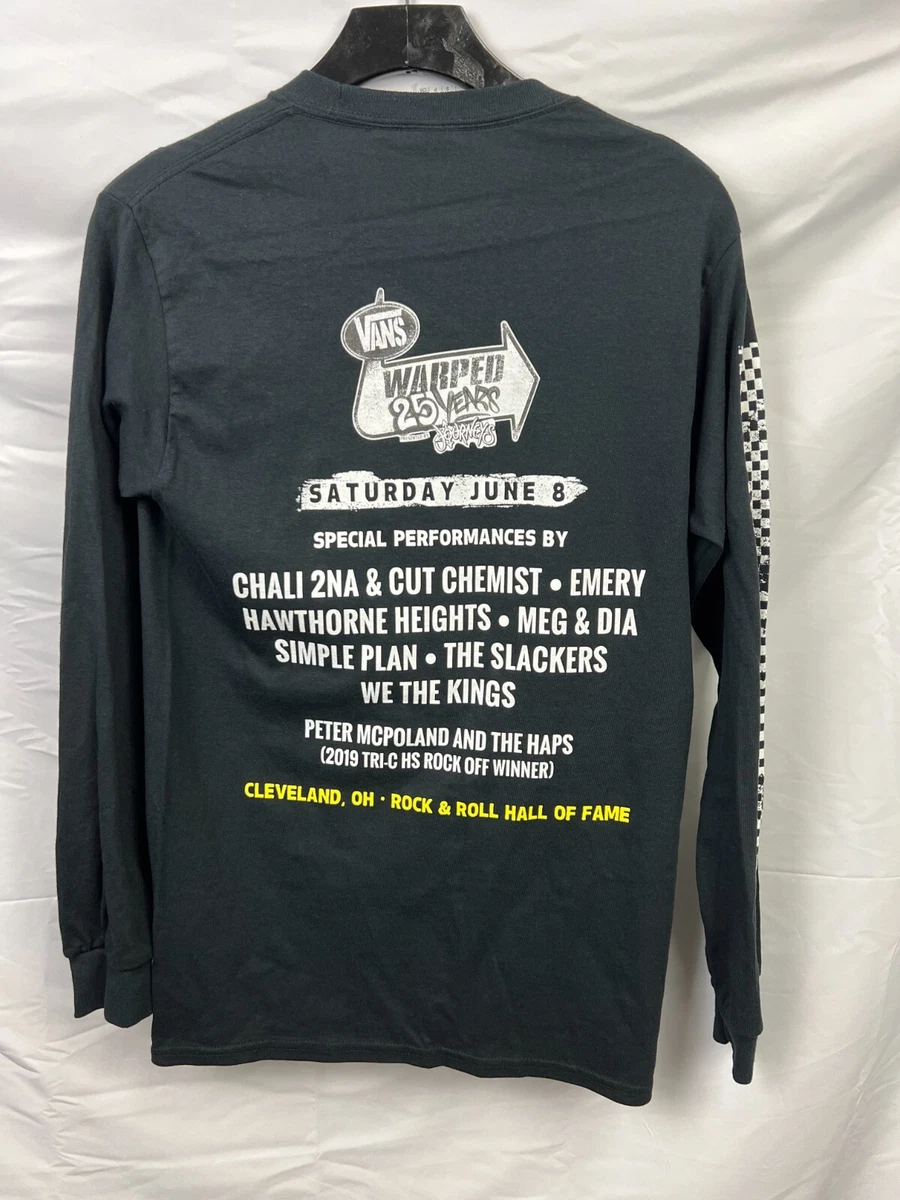 VANS
WARPED
25 YEARS
PRESENTED BY
JOURNEYS
SATURDAY JUNE 8
SPECIAL PERFORMANCES BY
CHALI 2NA & CUT CHEMIST • EMERY
HAWTHORNE HEIGHTS • MEG & DIA
SIMPLE PLAN • THE SLACKERS
WE THE KINGS
PETER MCPOLAND AND THE HAPS
(2019 TRI-C HS ROCK OFF WINNER)
CLEVELAND, OH · ROCK & ROLL HALL OF FAME